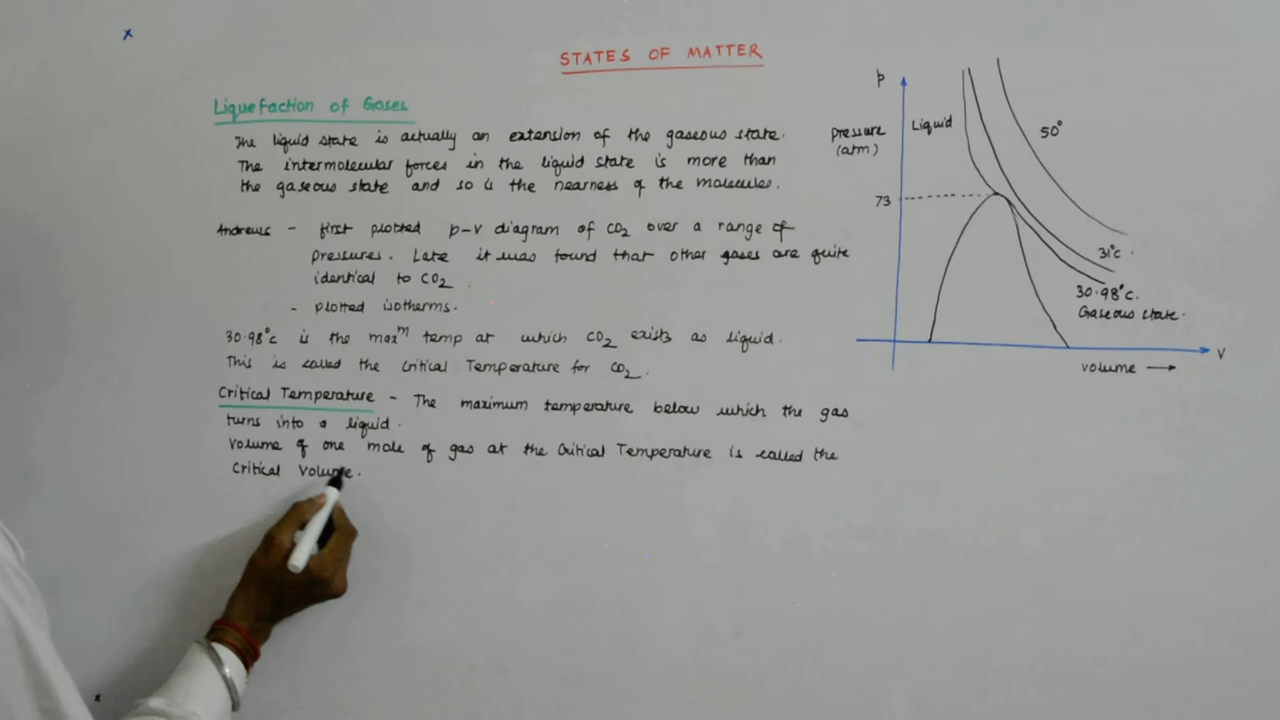 x
STATES OF MATTER
Liquefaction of Gases
The liquid state is actually an extension of the gaseous state.
The intermolecular forces in the liquid state is more than
the gaseous state and so is the nearness of the molecules.
Andrews - first plotted p-v diagram of CO2 over a range of
pressures. Late it was found that other gases are quite
identical to CO2.
- plotted isotherms.
30.98°c is the maxᵐ temp at which CO2 exists as liquid.
This is called the Critical Temperature for CO2.
Critical Temperature - The maximum temperature below which the gas
turns into a liquid.
Volume of one mole of gas at the Critical Temperature is called the
Critical Volume.
p
Pressure
(atm)
Liquid
50°
73
31°c.
30.98°c.
Gaseous state.
V
volume →